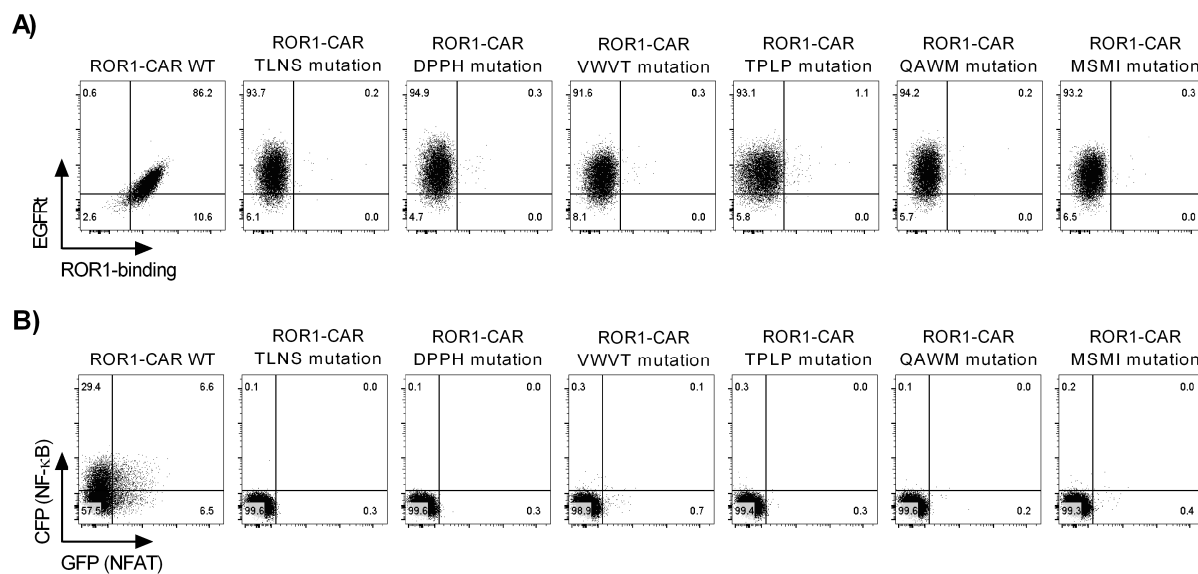 A)
ROR1-CAR WT
ROR1-CAR
TLNS mutation
ROR1-CAR
DPPH mutation
ROR1-CAR
VWVT mutation
ROR1-CAR
TPLP mutation
ROR1-CAR
QAWM mutation
ROR1-CAR
MSMI mutation
0.6 86.2
93.7 0.2
94.9 0.3
91.6 0.3
93.1 1.1
94.2 0.2
93.2 0.3
2.6 10.6
6.1 0.0
4.7 0.0
8.1 0.0
5.8 0.0
5.7 0.0
6.5 0.0
EGFRt
ROR1-binding
B)
ROR1-CAR WT
ROR1-CAR
TLNS mutation
ROR1-CAR
DPPH mutation
ROR1-CAR
VWVT mutation
ROR1-CAR
TPLP mutation
ROR1-CAR
QAWM mutation
ROR1-CAR
MSMI mutation
29.4 6.6
0.1 0.0
0.1 0.0
0.3 0.1
0.3 0.0
0.1 0.0
0.2 0.0
57.5 6.5
99.6 0.3
99.6 0.3
98.9 0.7
99.4 0.3
99.6 0.2
99.3 0.4
CFP (NF-κB)
GFP (NFAT)